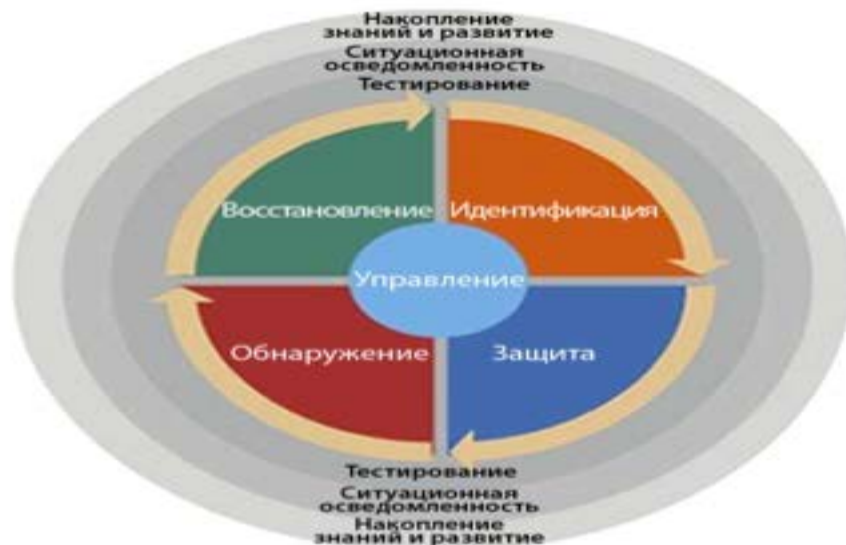 Накопление
знаний и развитие
Ситуационная
осведомленность
Тестирование
Восстановление
Идентификация
Управление
Обнаружение
Защита
Тестирование
Ситуационная
осведомленность
Накопление
знаний и развитие